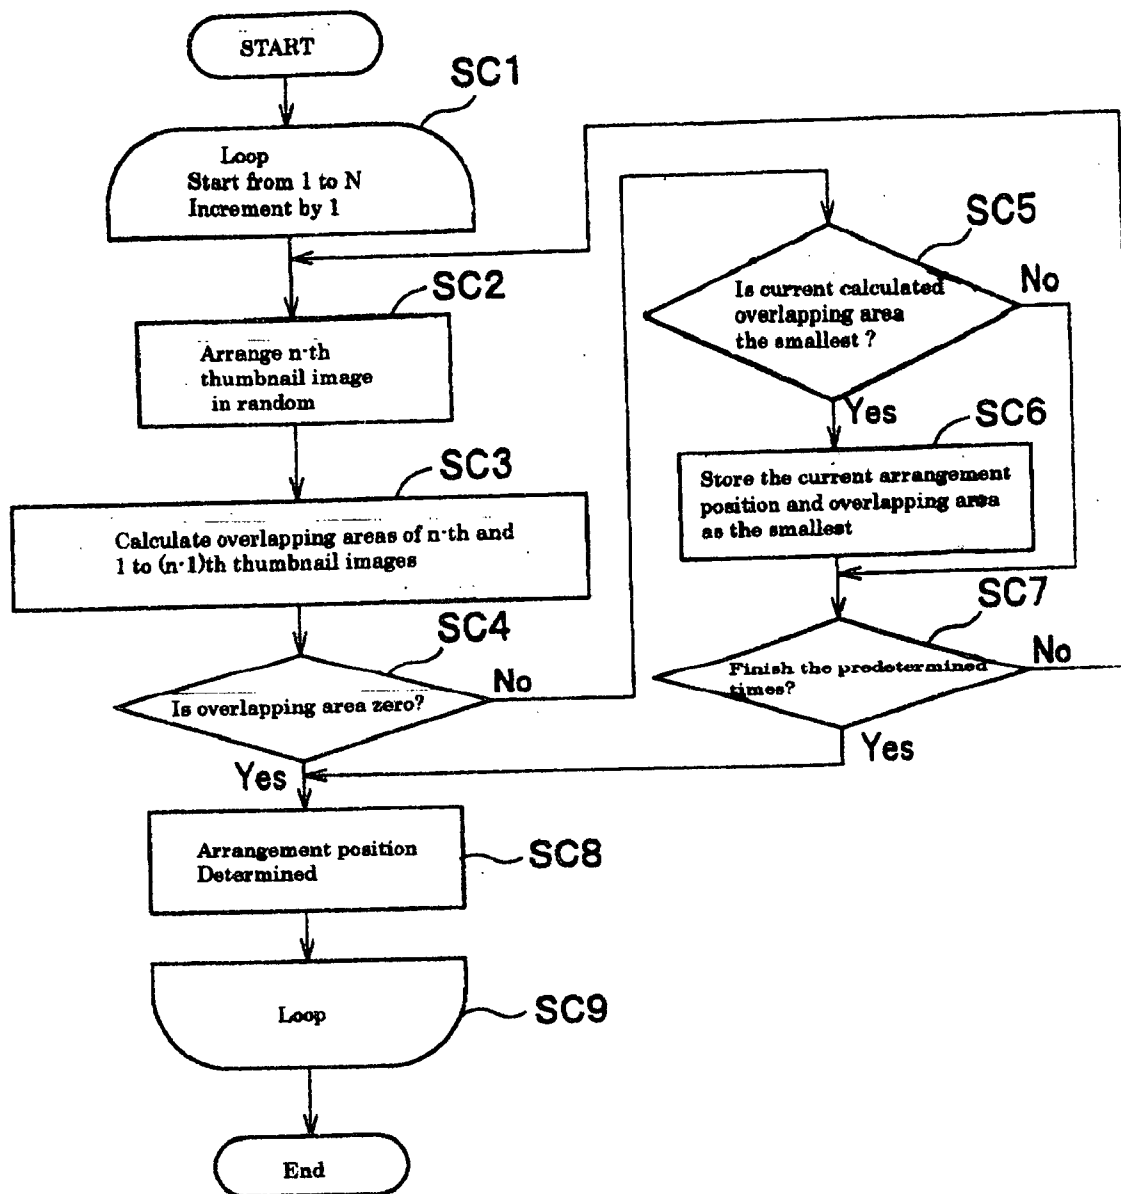 START
SC1
Loop
Start from 1 to N
Increment by 1
SC2
Arrange n-th
thumbnail image
in random
SC3
Calculate overlapping areas of n-th and
1 to (n-1)th thumbnail images
SC4
Is overlapping area zero?
No
Yes
SC5
Is current calculated
overlapping area
the smallest ?
No
Yes
SC6
Store the current arrangement
position and overlapping area
as the smallest
SC7
Finish the predetermined
times?
No
Yes
Arrangement position
Determined
SC8
Loop
SC9
End